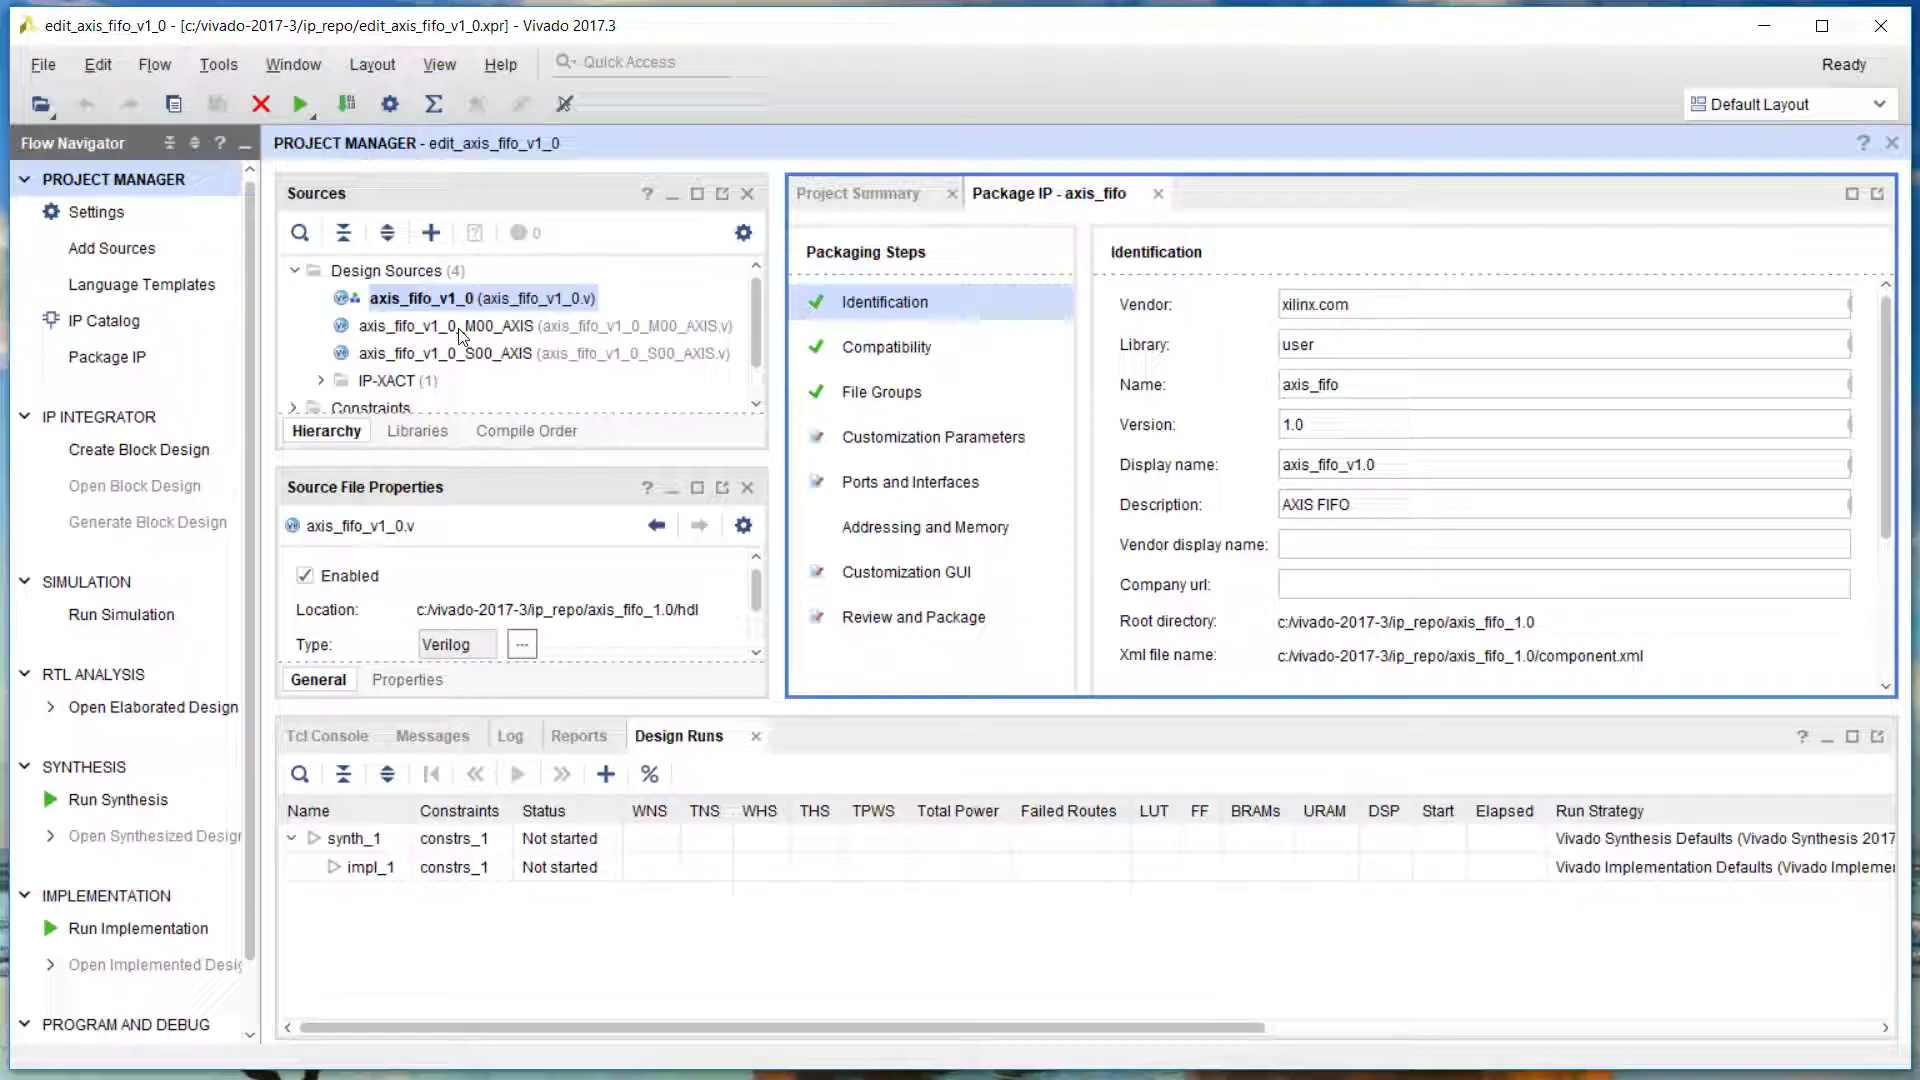 edit_axis_fifo_v1_0 - [c:/vivado-2017-3/ip_repo/edit_axis_fifo_v1_0.xpr] - Vivado 2017.3
File Edit Flow Tools Window Layout View Help Quick Access Ready
Default Layout
Flow Navigator
PROJECT MANAGER
Settings
Add Sources
Language Templates
IP Catalog
Package IP
IP INTEGRATOR
Create Block Design
Open Block Design
Generate Block Design
SIMULATION
Run Simulation
RTL ANALYSIS
Open Elaborated Design
SYNTHESIS
Run Synthesis
Open Synthesized Design
IMPLEMENTATION
Run Implementation
Open Implemented Desig
PROGRAM AND DEBUG
PROJECT MANAGER - edit_axis_fifo_v1_0
Sources
0
Design Sources (4)
axis_fifo_v1_0 (axis_fifo_v1_0.v)
axis_fifo_v1_0_M00_AXIS (axis_fifo_v1_0_M00_AXIS.v)
axis_fifo_v1_0_S00_AXIS (axis_fifo_v1_0_S00_AXIS.v)
IP-XACT (1)
Constraints
Hierarchy Libraries Compile Order
Source File Properties
axis_fifo_v1_0.v
Enabled
Location: c:/vivado-2017-3/ip_repo/axis_fifo_1.0/hdl
Type: Verilog ...
General Properties
Project Summary Package IP - axis_fifo
Packaging Steps
Identification
Compatibility
File Groups
Customization Parameters
Ports and Interfaces
Addressing and Memory
Customization GUI
Review and Package
Identification
Vendor: xilinx.com
Library: user
Name: axis_fifo
Version: 1.0
Display name: axis_fifo_v1.0
Description: AXIS FIFO
Vendor display name:
Company url:
Root directory: c:/vivado-2017-3/ip_repo/axis_fifo_1.0
Xml file name: c:/vivado-2017-3/ip_repo/axis_fifo_1.0/component.xml
Tcl Console Messages Log Reports Design Runs
%
Name Constraints Status WNS TNS WHS THS TPWS Total Power Failed Routes LUT FF BRAMs URAM DSP Start Elapsed Run Strategy
synth_1 constrs_1 Not started Vivado Synthesis Defaults (Vivado Synthesis 2017
impl_1 constrs_1 Not started Vivado Implementation Defaults (Vivado Implemen